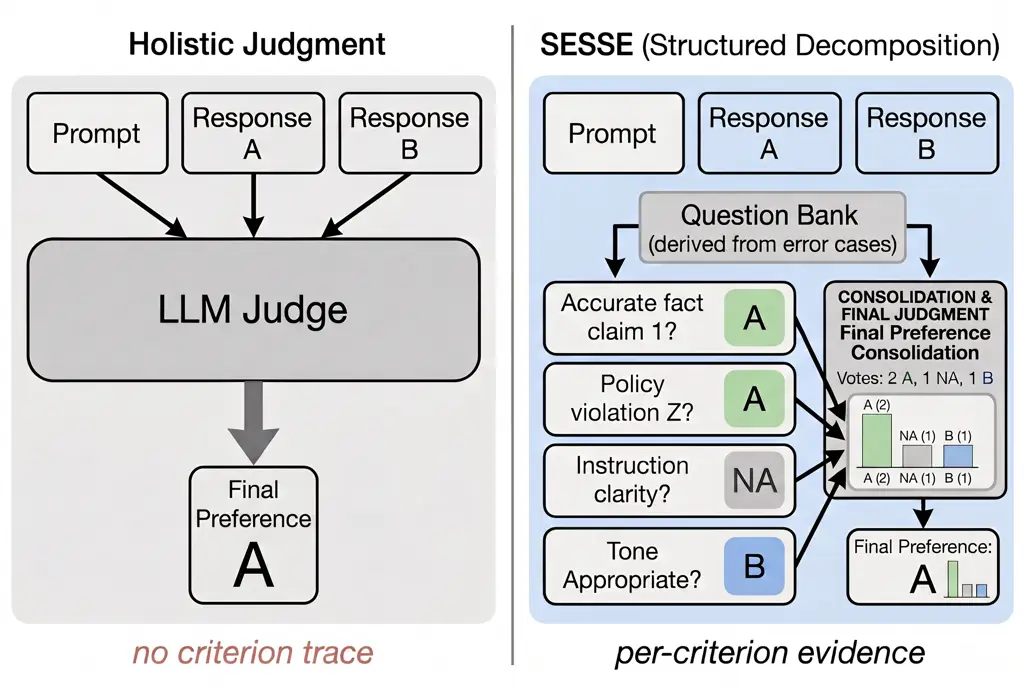 Holistic Judgment
Prompt
Response
A
Response
B
LLM Judge
Final
Preference
A
no criterion trace
SESSE (Structured Decomposition)
Prompt
Response
A
Response
B
Question Bank
(derived from error cases)
Accurate fact
claim 1?
A
Policy
violation Z?
A
Instruction
clarity?
NA
Tone
Appropriate?
B
CONSOLIDATION &
FINAL JUDGMENT
Final Preference
Consolidation
Votes: 2 A, 1 NA, 1 B
A (2)
NA (1)
B (1)
A (2)
NA (1)
B (1)
Final Preference:
A
per-criterion evidence